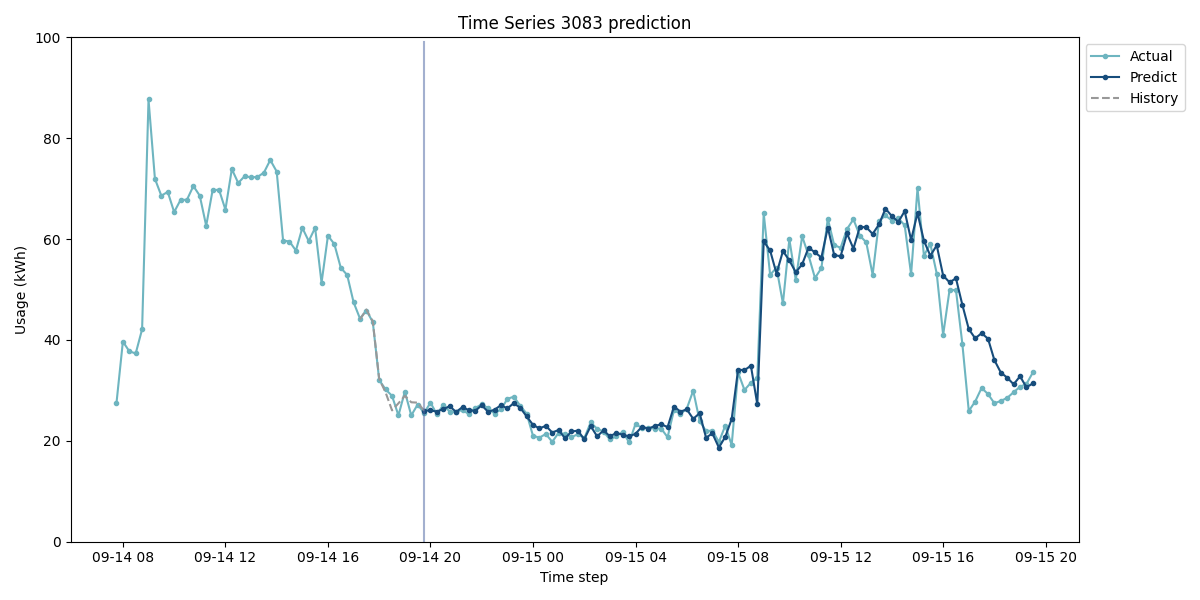 Time Series 3083 prediction
Usage (kWh)
100
80
60
40
20
0
09-14 08
09-14 12
09-14 16
09-14 20
09-15 00
09-15 04
09-15 08
09-15 12
09-15 16
09-15 20
Time step
Actual
Predict
History